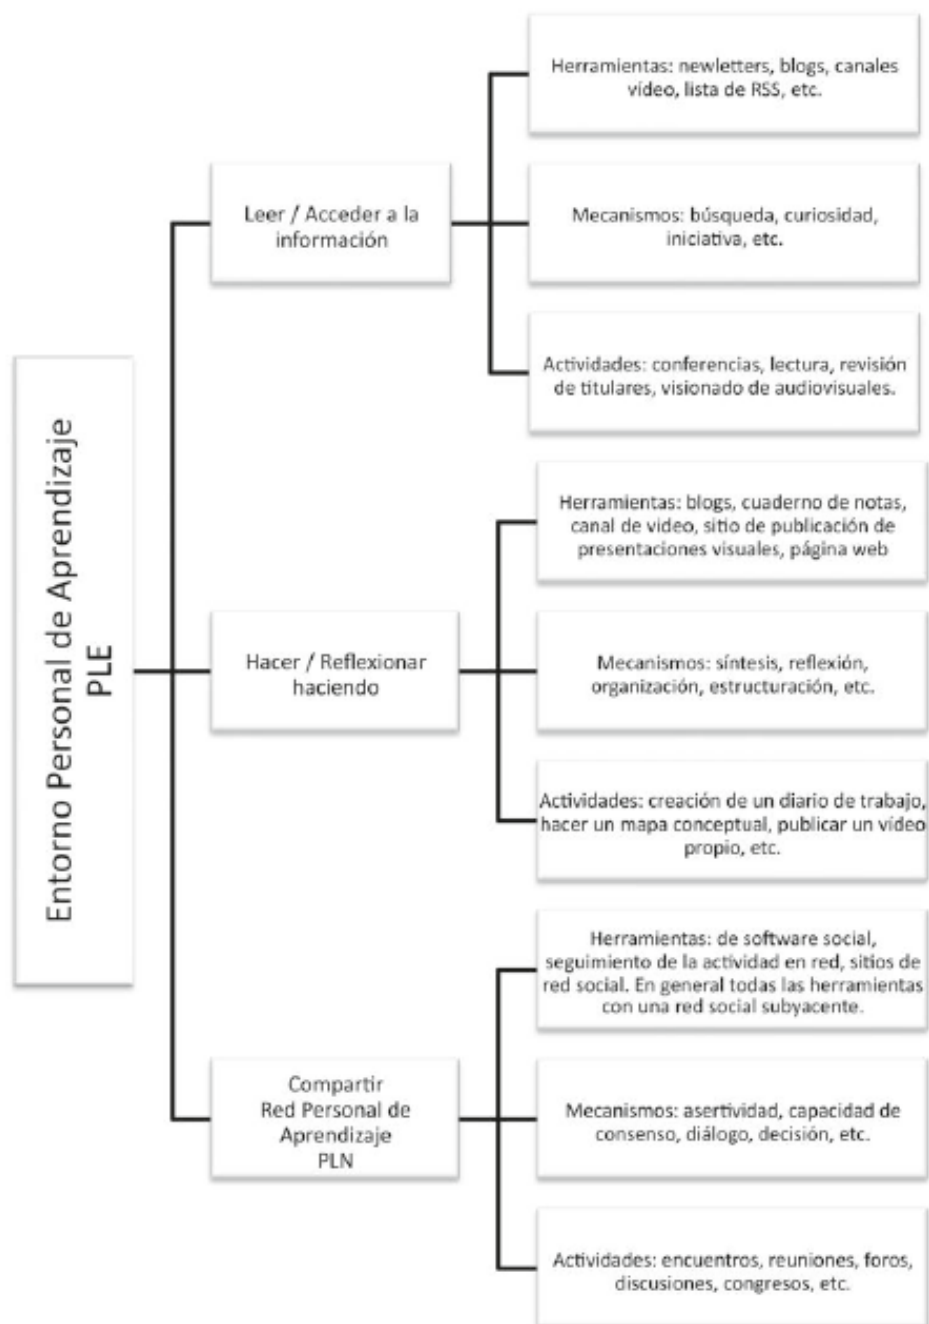 Entorno Personal de Aprendizaje
PLE
Leer / Acceder a la
información
Herramientas: newletters, blogs, canales
vídeo, lista de RSS, etc.
Mecanismos: búsqueda, curiosidad,
iniciativa, etc.
Actividades: conferencias, lectura, revisión
de titulares, visionado de audiovisuales.
Hacer / Reflexionar
haciendo
Herramientas: blogs, cuaderno de notas,
canal de video, sitio de publicación de
presentaciones visuales, página web
Mecanismos: síntesis, reflexión,
organización, estructuración, etc.
Actividades: creación de un diario de trabajo,
hacer un mapa conceptual, publicar un vídeo
propio, etc.
Compartir
Red Personal de
Aprendizaje
PLN
Herramientas: de software social,
seguimiento de la actividad en red, sitios de
red social. En general todas las herramientas
con una red social subyacente.
Mecanismos: asertividad, capacidad de
consenso, diálogo, decisión, etc.
Actividades: encuentros, reuniones, foros,
discusiones, congresos, etc.